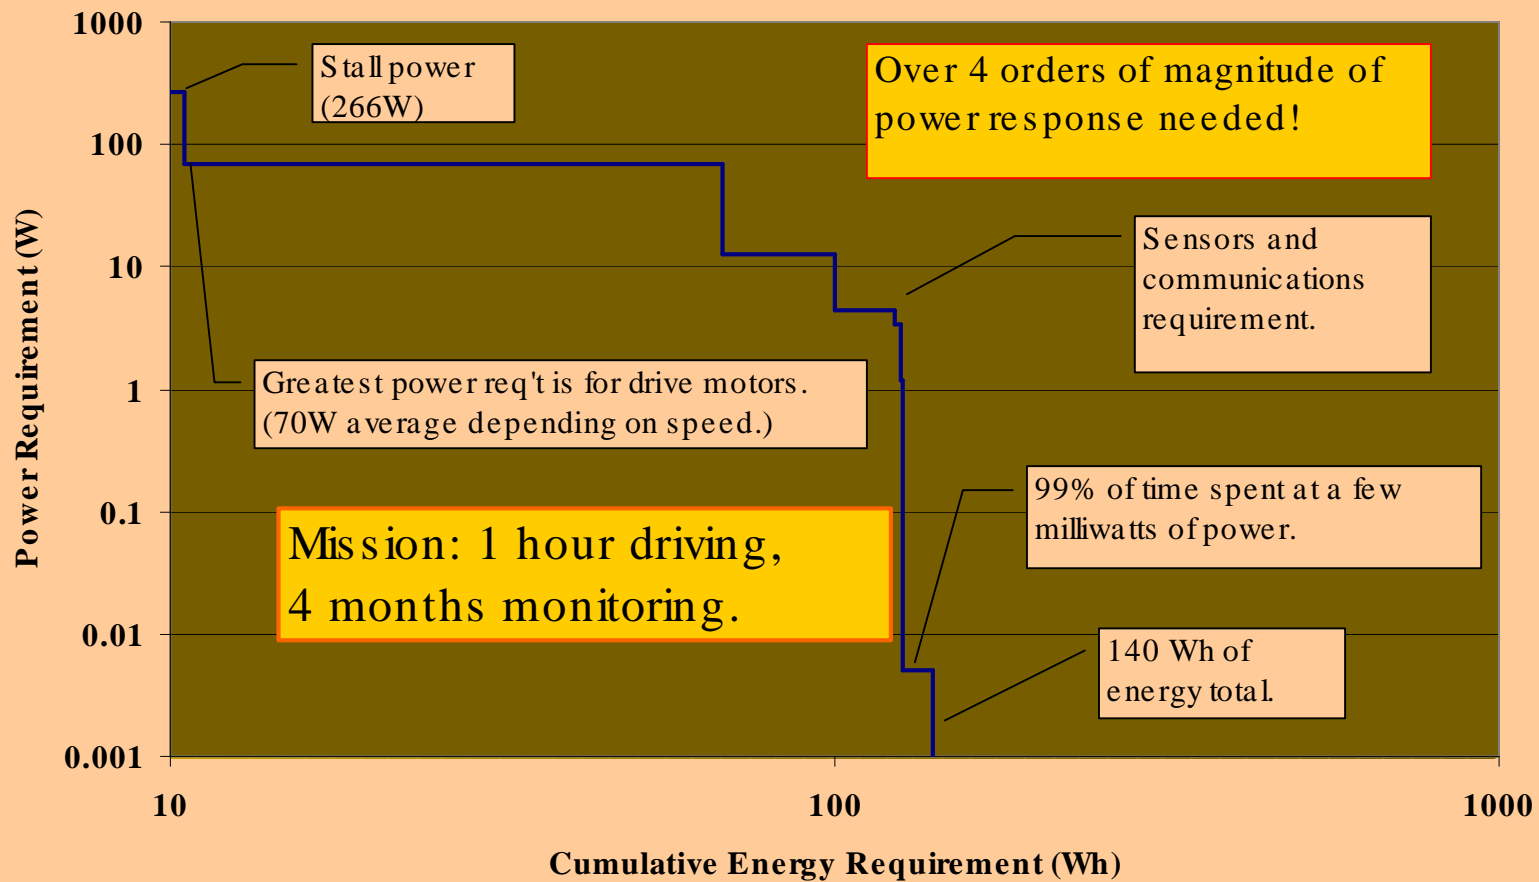 1000
100
10
1
0.1
0.01
0.001
Power Requirement (W)
Stall power
(266W)
Over 4 orders of magnitude of
power response needed!
Sensors and
communications
requirement.
Greatest power req't is for drive motors.
(70W average depending on speed.)
99% of time spent at a few
milliwatts of power.
Mission: 1 hour driving,
4 months monitoring.
140 Wh of
energy total.
10
100
1000
Cumulative Energy Requirement (Wh)